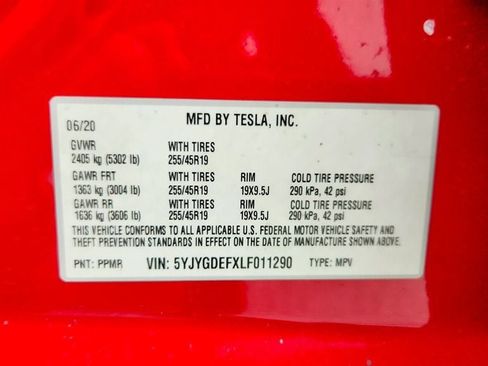 06/20 MFD BY TESLA, INC.
GVWR WITH TIRES
2405 kg (5302 lb) 255/45R19
GAWR FRT WITH TIRES RIM COLD TIRE PRESSURE
1363 kg (3004 lb) 255/45R19 19X9.5J 290 kPa, 42 psi
GAWR RR WITH TIRES RIM COLD TIRE PRESSURE
1636 kg (3606 lb) 255/45R19 19X9.5J 290 kPa, 42 psi
THIS VEHICLE CONFORMS TO ALL APPLICABLE U.S. FEDERAL MOTOR VEHICLE SAFETY AND
THEFT PREVENTION STANDARDS IN EFFECT ON THE DATE OF MANUFACTURE SHOWN ABOVE.
PNT: PPMR VIN: 5YJYGDEFXLF011290 TYPE: MPV